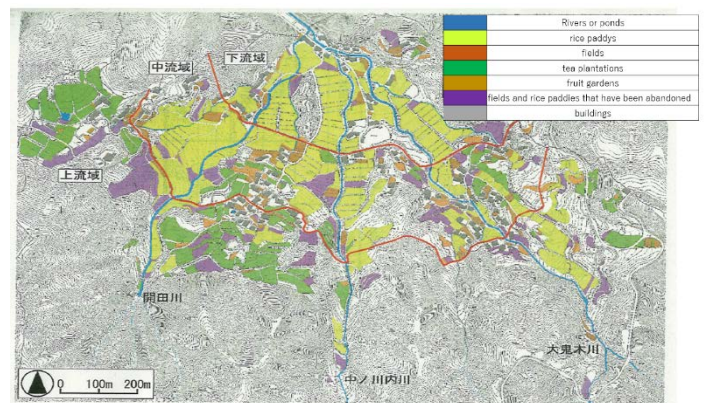 Rivers or ponds
rice paddys
fields
tea plantations
fruit gardens
fields and rice paddies that have been abandoned
buildings
下流域
中流域
上流域
開田川
中ノ川内川
大鬼木川
0 100m 200m